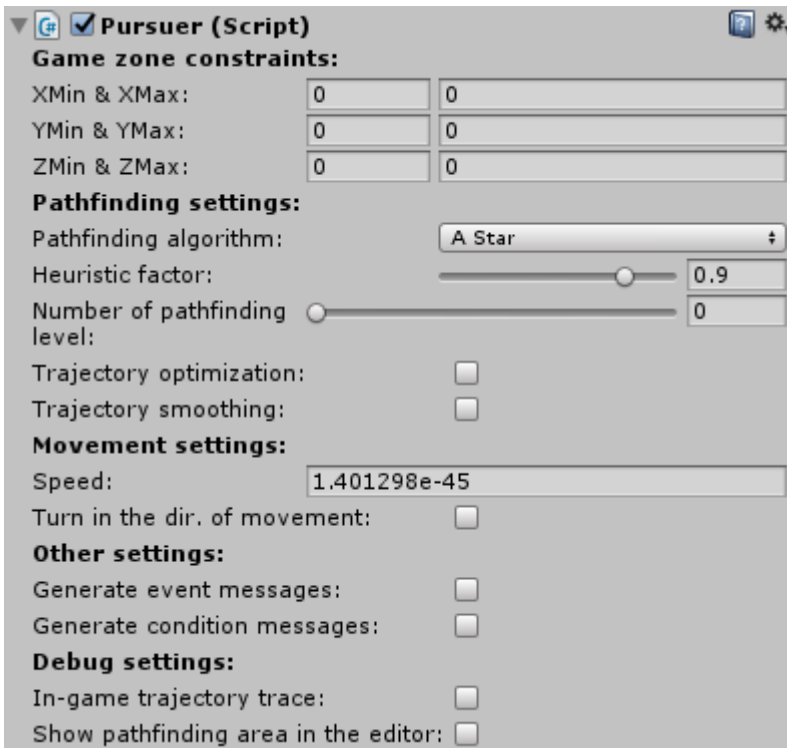 Pursuer (Script)
Game zone constraints:
XMin & XMax: 0 0
YMin & YMax: 0 0
ZMin & ZMax: 0 0
Pathfinding settings:
Pathfinding algorithm: A Star
Heuristic factor: 0.9
Number of pathfinding 0
level:
Trajectory optimization:
Trajectory smoothing:
Movement settings:
Speed: 1.401298e-45
Turn in the dir. of movement:
Other settings:
Generate event messages:
Generate condition messages:
Debug settings:
In-game trajectory trace:
Show pathfinding area in the editor: